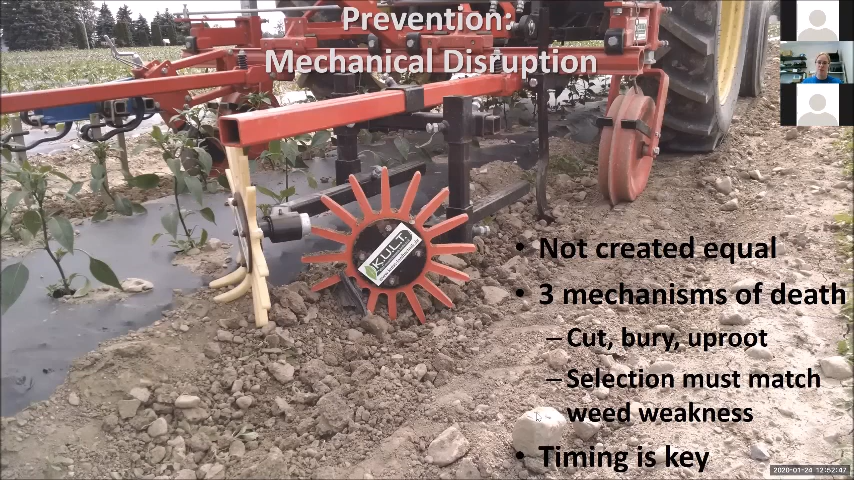 Prevention:
Mechanical Disruption
K.U.L.T.
• Not created equal
• 3 mechanisms of death
– Cut, bury, uproot
– Selection must match
weed weakness
• Timing is key
2020-01-24 12:52:47